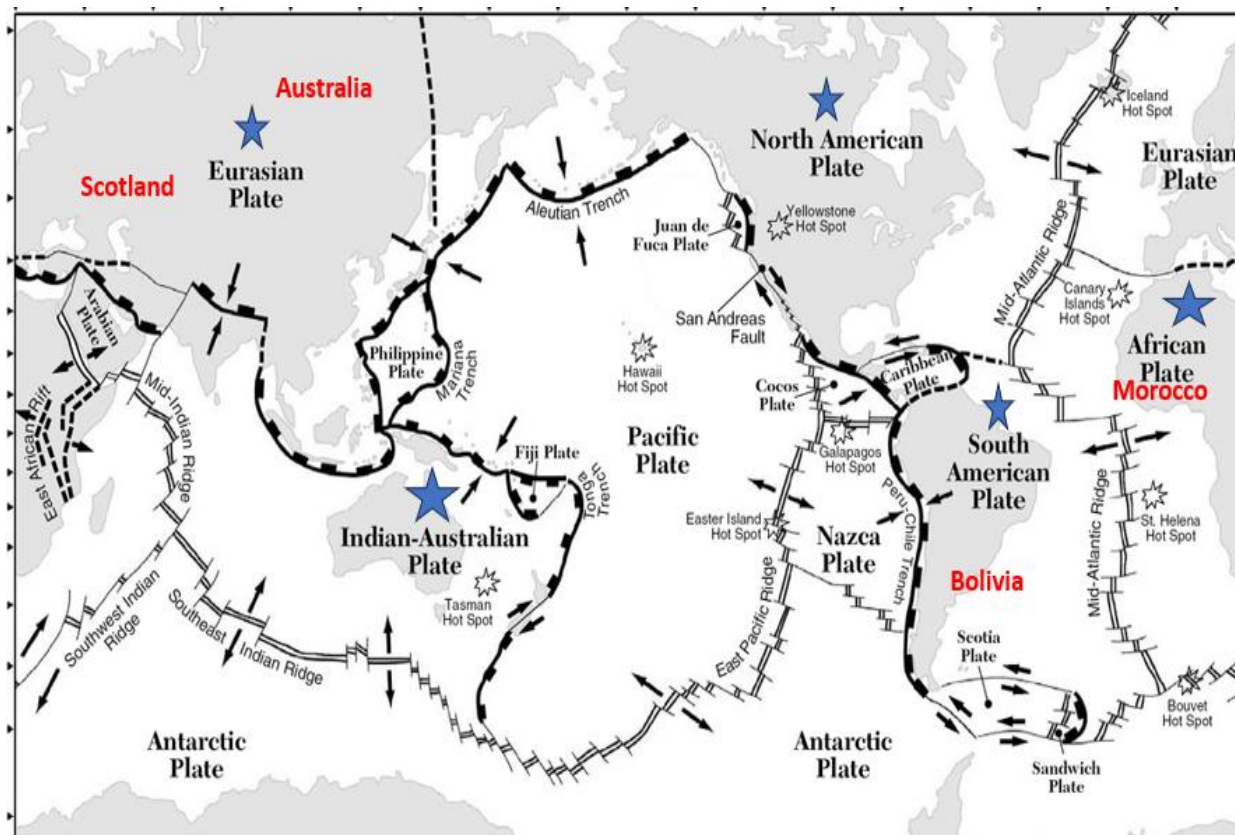 Australia
Eurasian
Plate
Scotland
North American
Plate
Iceland
Hot Spot
Eurasian
Plate
Aleutian Trench
Juan de
Fuca Plate
Yellowstone
Hot Spot
Mid-Atlantic Ridge
Canary
Islands
Hot Spot
African
Plate
Morocco
Arabian
Plate
San Andreas
Fault
Philippine
Plate
Mariana
Trench
Hawaii
Hot Spot
Cocos
Plate
Caribbean
Plate
East African Rift
Mid-Indian Ridge
Pacific
Plate
Galapagos
Hot Spot
South
American
Plate
Fiji Plate
Tonga
Trench
Indian-Australian
Plate
Easter Island
Hot Spot
Nazca
Plate
Peru-Chile Trench
Mid-Atlantic Ridge
St. Helena
Hot Spot
Bolivia
Tasman
Hot Spot
Southwest Indian
Ridge
Southeast
Indian Ridge
East Pacific Ridge
Scotia
Plate
Bouvet
Hot Spot
Antarctic
Plate
Antarctic
Plate
Sandwich
Plate